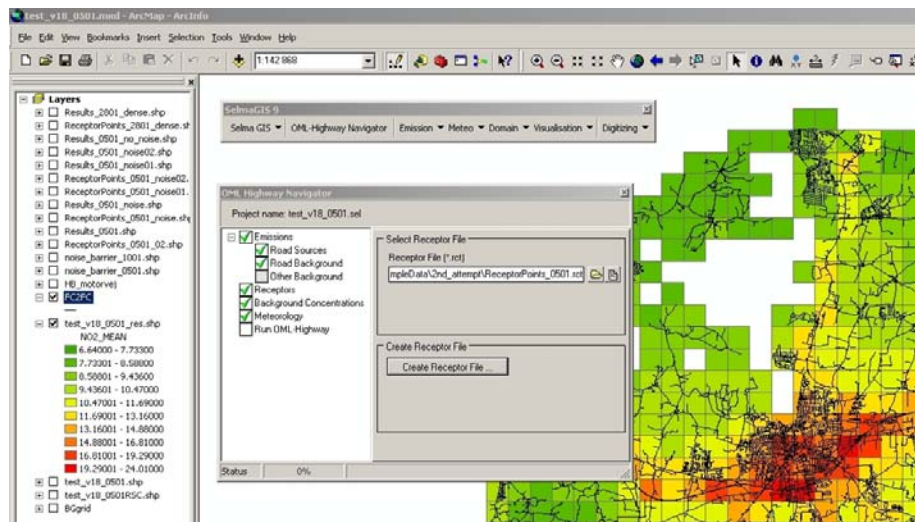 test_v18_0501.mxd - ArcMap - ArcInfo
File Edit View Bookmarks Insert Selection Tools Window Help
1:142 868
Layers
Results_2801_dense.shp
ReceptorPoints_2801_dense.sh
Results_0501_no_noise.shp
Results_0501_noise02.shp
Results_0501_noise01.shp
ReceptorPoints_0501_noise02.
ReceptorPoints_0501_noise01.
Results_0501_noise.shp
ReceptorPoints_0501_noise.shp
Results_0501.shp
ReceptorPoints_0501_02.shp
noise_barrier_1001.shp
noise_barrier_0501.shp
HB_motorvej
FC2FC
test_v18_0501_res.shp
NO2_MEAN
6.64000 - 7.73300
7.73301 - 8.58800
8.58801 - 9.43600
9.43601 - 10.47000
10.47001 - 11.69000
11.69001 - 13.16000
13.16001 - 14.88000
14.88001 - 16.81000
16.81001 - 19.29000
19.29001 - 24.01000
test_v18_0501.shp
test_v18_0501RSC.shp
BGgrid
SelmaGIS 9
Selma GIS OML-Highway Navigator Emission Meteo Domain Visualisation Digitizing
OML Highway Navigator
Project name: test_v18_0501.sel
Emissions
Road Sources
Road Background
Other Background
Receptors
Background Concentrations
Meteorology
Run OML-Highway
Select Receptor File
Receptor File (*.rct)
mpleData\2nd_attempt\ReceptorPoints_0501.rct
Create Receptor File
Create Receptor File ...
Status 0%